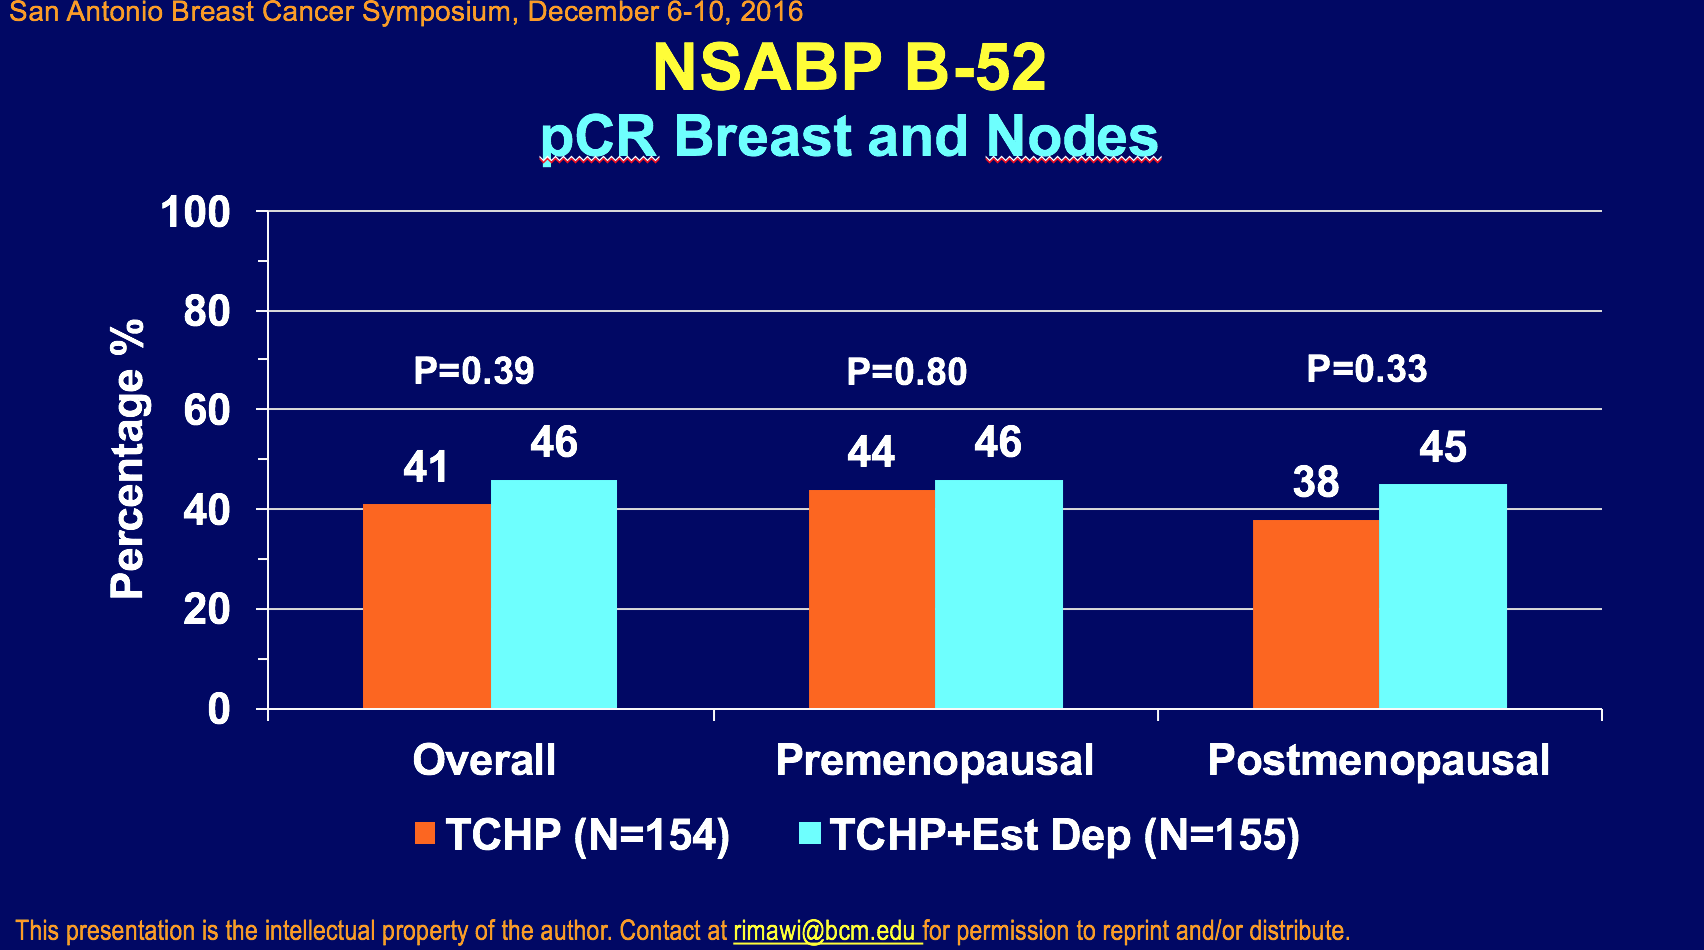 San Antonio Breast Cancer Symposium, December 6-10, 2016
NSABP B-52
pCR Breast and Nodes
Percentage %
100
80
60
40
20
0
P=0.39
P=0.80
P=0.33
41
46
44
46
38
45
Overall
Premenopausal
Postmenopausal
TCHP (N=154)
TCHP+Est Dep (N=155)
This presentation is the intellectual property of the author. Contact at rimawi@bcm.edu for permission to reprint and/or distribute.